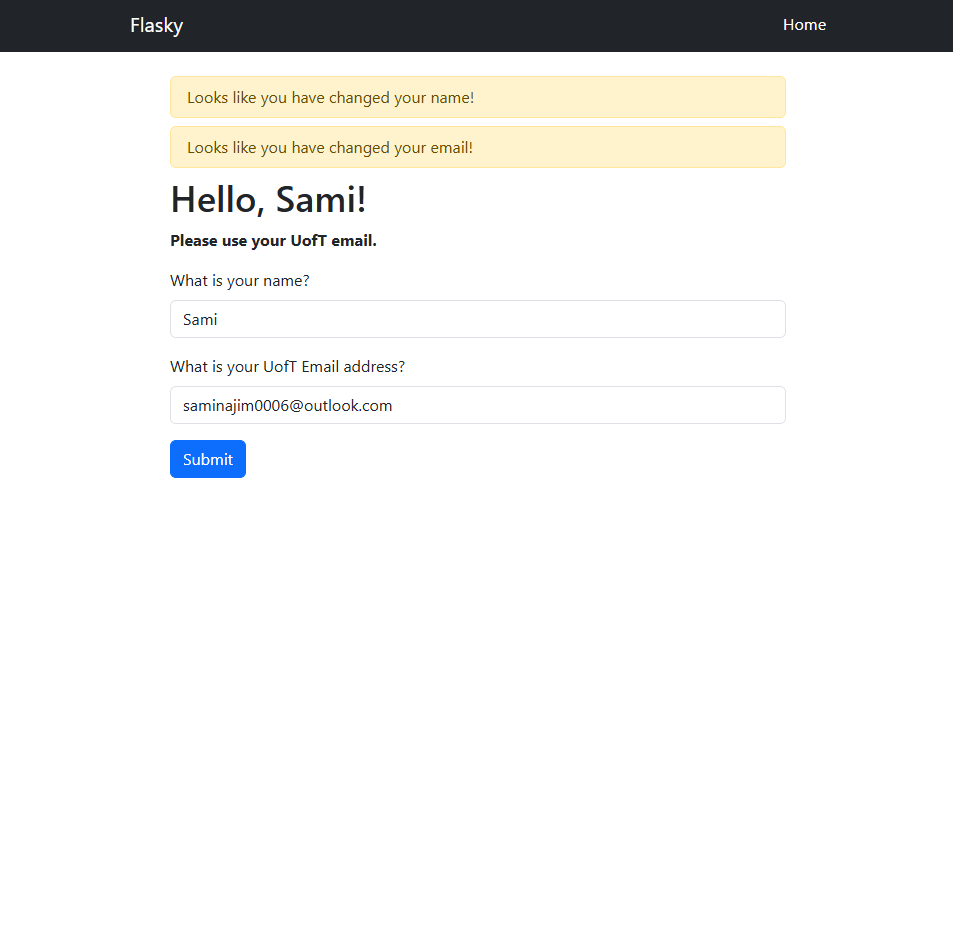 Flasky
Home
Looks like you have changed your name!
Looks like you have changed your email!
Hello, Sami!
Please use your UofT email.
What is your name?
Sami
What is your UofT Email address?
saminajim0006@outlook.com
Submit